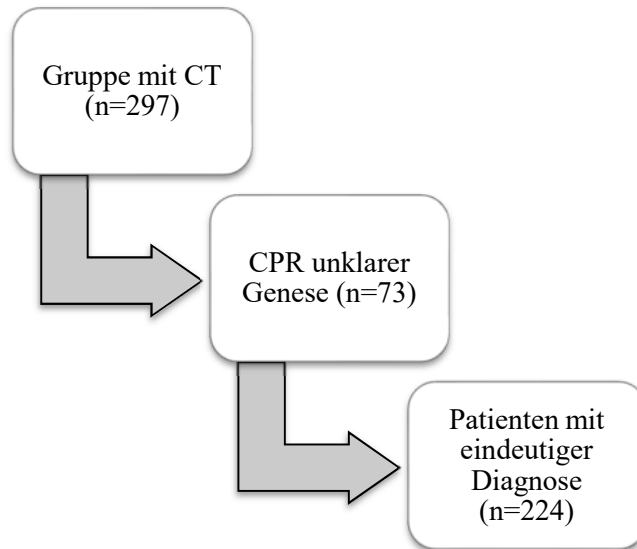 Gruppe mit CT
(n=297)
CPR unklarer
Genese (n=73)
Patienten mit
eindeutiger
Diagnose
(n=224)